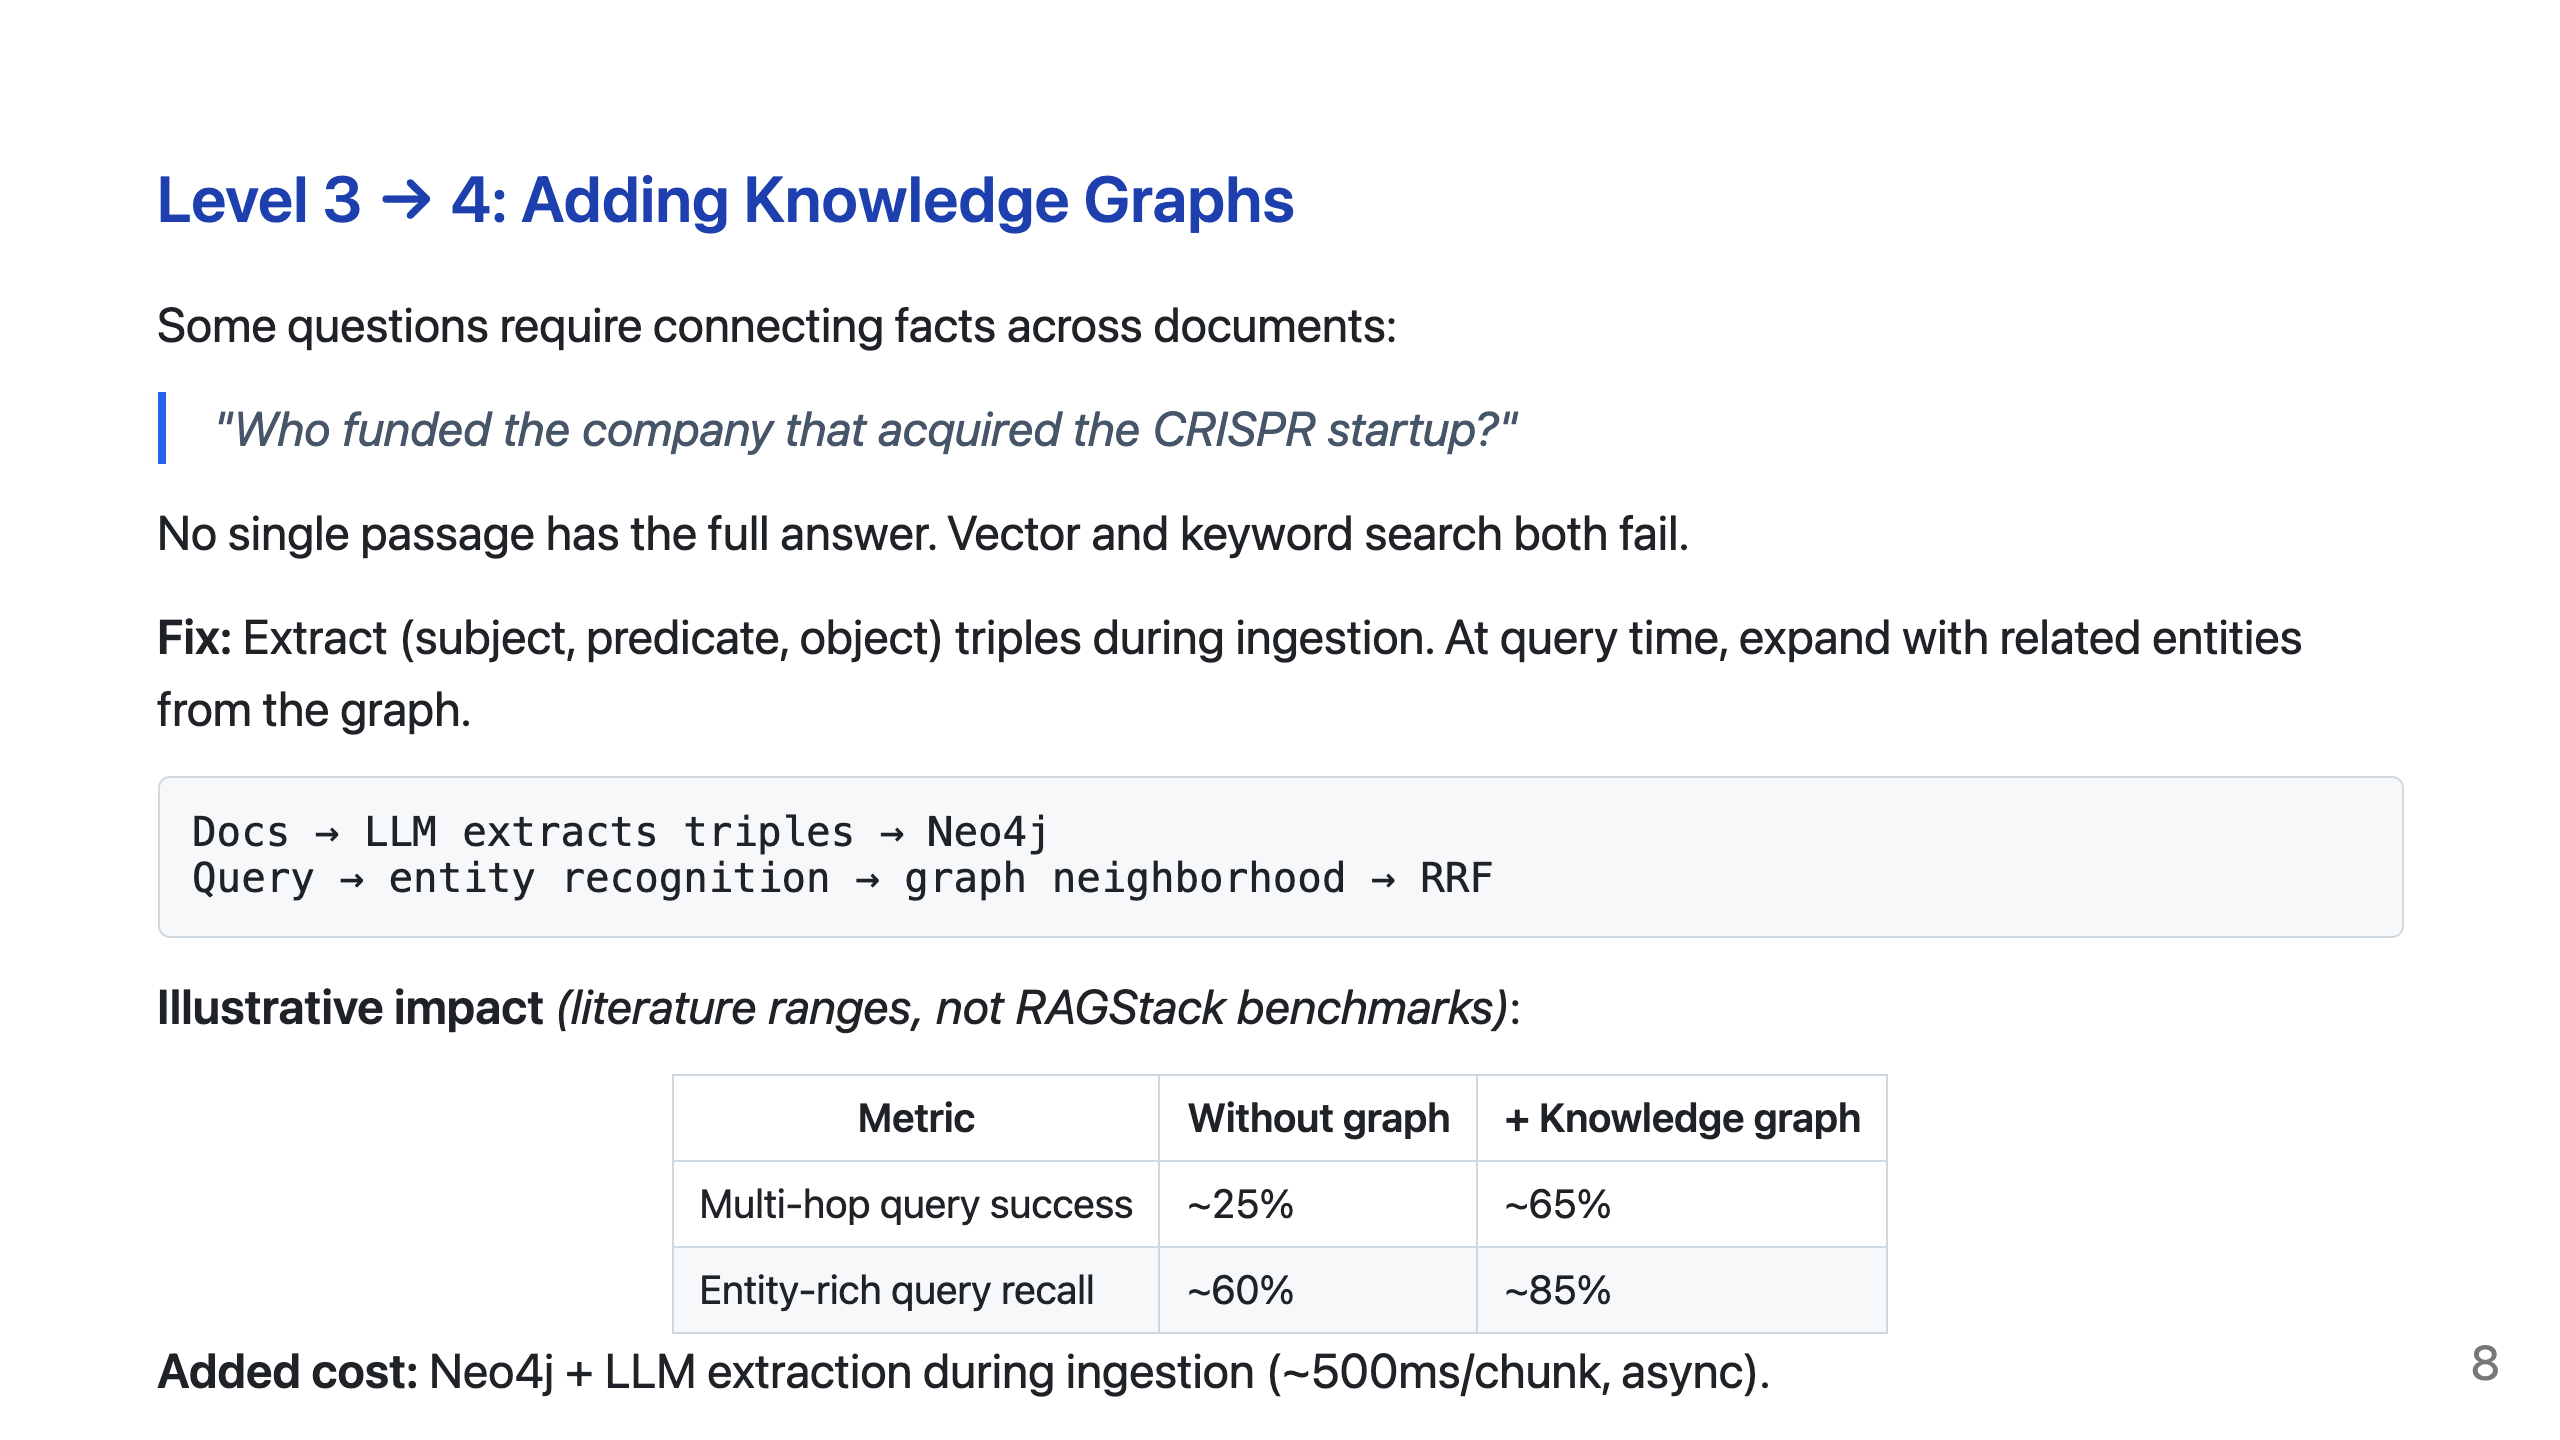 Level 3 → 4: Adding Knowledge Graphs
Some questions require connecting facts across documents:
"Who funded the company that acquired the CRISPR startup?"
No single passage has the full answer. Vector and keyword search both fail.
Fix: Extract (subject, predicate, object) triples during ingestion. At query time, expand with related entities
from the graph.
Docs → LLM extracts triples → Neo4j
Query → entity recognition → graph neighborhood → RRF
Illustrative impact (literature ranges, not RAGStack benchmarks):
Metric Without graph + Knowledge graph
Multi-hop query success ~25% ~65%
Entity-rich query recall ~60% ~85%
Added cost: Neo4j + LLM extraction during ingestion (~500ms/chunk, async).
8